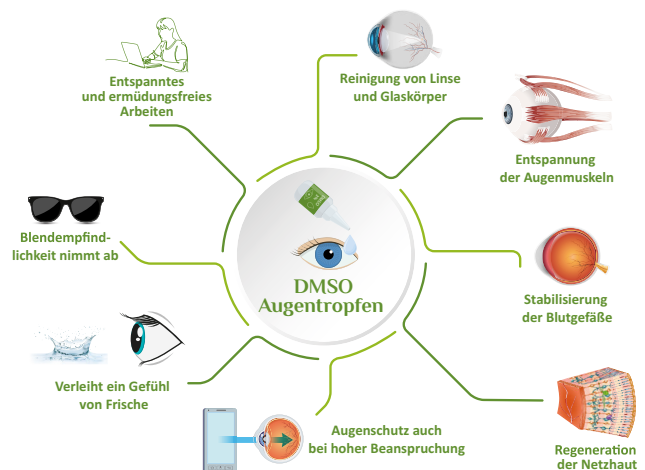 Entspanntes
und ermüdungsfreies
Arbeiten
Reinigung von Linse
und Glaskörper
Entspannung
der Augenmuskeln
Blendempfind-
lichkeit nimmt ab
DMSO
Augentropfen
Stabilisierung
der Blutgefäße
Verleiht ein Gefühl
von Frische
Augenschutz auch
bei hoher Beanspruchung
Regeneration
der Netzhaut